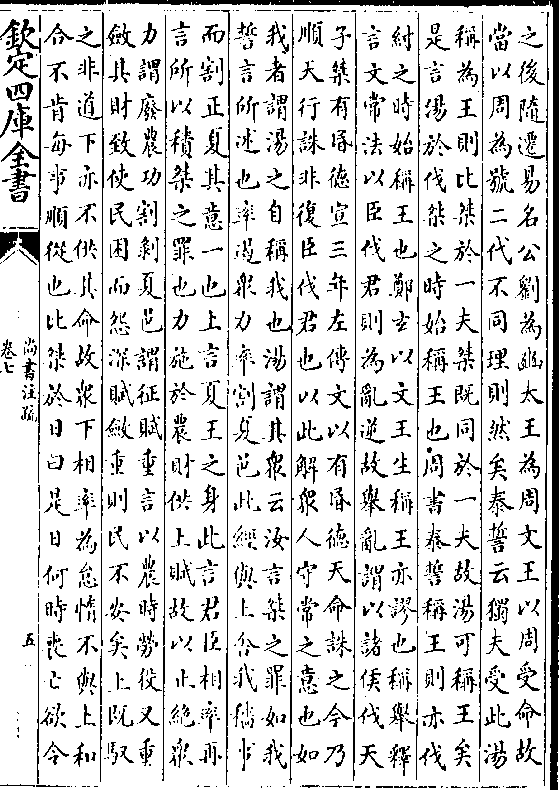 之後隨遷易名公劉為豳太王為周文王以周受命故
當以周為號二代不同理則然矣泰誓云獨夫受此湯
稱為王則比桀於一夫桀既同於一夫故湯可稱王矣
是言湯於伐桀之時始稱王也周書泰誓稱王則亦伐
紂之時始稱王也鄭玄以文王生稱王亦謬也稱舉釋
言文常法以臣伐君則為亂逆故舉亂謂以諸侯伐天
子桀有昏德宣三年左傳文以有昏德天命誅之今乃
順天行誅非復臣伐君也以此解衆人守常之意也如
我者謂湯之自稱我也湯謂其衆云汝言桀之罪如我
誓言所述也率遏衆力率割夏邑此經與上舍我穡事
而割正夏其意一也上言夏王之身此言君臣相率再
言所以積桀之罪也力施於農財供上賦故以止絶衆
力謂廢農功割剥夏邑謂征賦重言以農時勞役又重
斂其財致使民困而怨深賦斂重則民不安矣上既馭
之非道下亦不供其命故衆下相率為怠惰不與上和
合不肯每事順從也比桀於日曰是日何時喪亡欲令
欽定四庫全書
尚書注疏
卷七
五